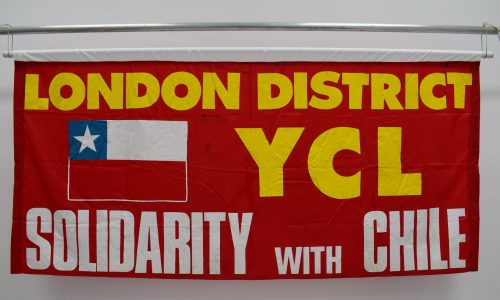 LONDON DISTRICT
YCL
SOLIDARITY WITH CHILE